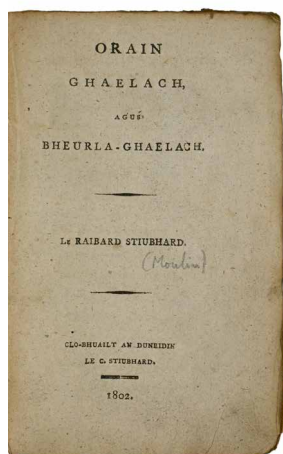 ORAIN
GHAELACH,
AGUS
BHEURLA-GHAELACH,
Le RAIBARD STIUBHARD.
(Moulin)
CLO-BHUAILT AN DUNEIDIN
LE C. STIUBHARD.
1802.